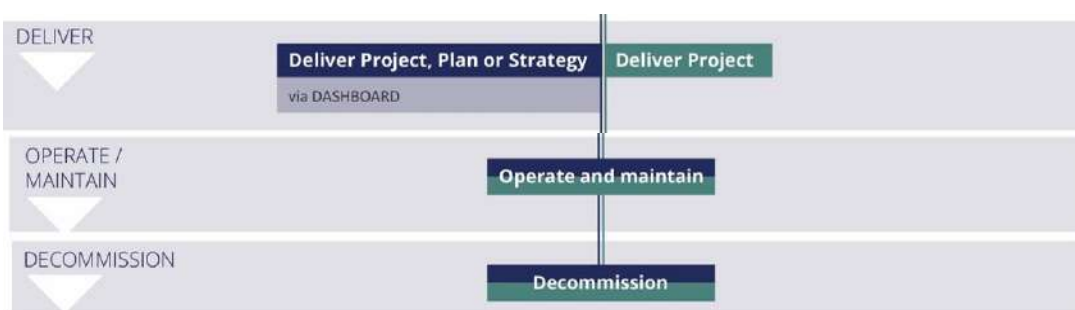 DELIVER
Deliver Project, Plan or Strategy
Deliver Project
via DASHBOARD
OPERATE /
MAINTAIN
Operate and maintain
DECOMMISSION
Decommission